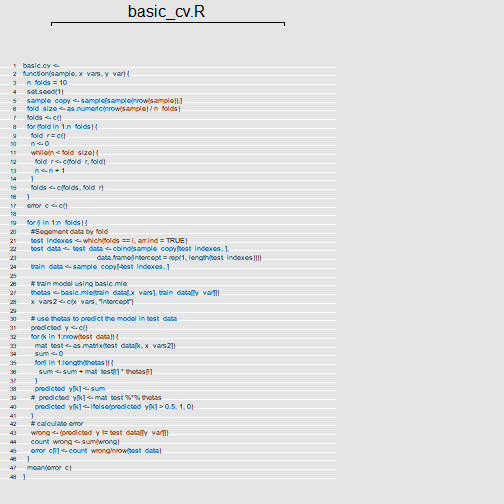 basic_cv.R
1 basic.cv <-
2 function(sample, x_vars, y_var) {
3 n_folds = 10
4 set.seed(1)
5 sample_copy <- sample[sample(nrow(sample)),]
6 fold_size <- as.numeric(nrow(sample) / n_folds)
7 folds <- c()
8 for (fold in 1:n_folds) {
9 fold_r = c()
10 n <- 0
11 while(n < fold_size) {
12 fold_r <- c(fold_r, fold)
13 n <- n + 1
14 }
15 folds <- c(folds, fold_r)
16 }
17 error_c <- c()
18
19 for (i in 1:n_folds) {
20 #Segement data by fold
21 test_indexes <- which(folds == i, arr.ind = TRUE)
22 test_data <- test_data <- cbind(sample_copy[test_indexes, ],
23 data.frame(intercept = rep(1, length(test_indexes))))
24 train_data <- sample_copy[-test_indexes, ]
25
26 # train model using basic.mle
27 thetas <- basic.mle(train_data[,x_vars], train_data[[y_var]])
28 x_vars2 <- c(x_vars, "intercept")
29
30 # use thetas to predict the model in test_data
31 predicted_y <- c()
32 for (k in 1:nrow(test_data)) {
33 mat_test <- as.matrix(test_data[k, x_vars2])
34 sum <- 0
35 for(l in 1:length(thetas)) {
36 sum <- sum + mat_test[l] * thetas[l]
37 }
38 predicted_y[k] <- sum
39 # predicted_y[k] <- mat_test %*% thetas
40 predicted_y[k] <- ifelse(predicted_y[k] > 0.5, 1, 0)
41 }
42 # calculate error
43 wrong <- (predicted_y != test_data[[y_var]])
44 count_wrong <- sum(wrong)
45 error_c[i] <- count_wrong/nrow(test_data)
46 }
47 mean(error_c)
48 }